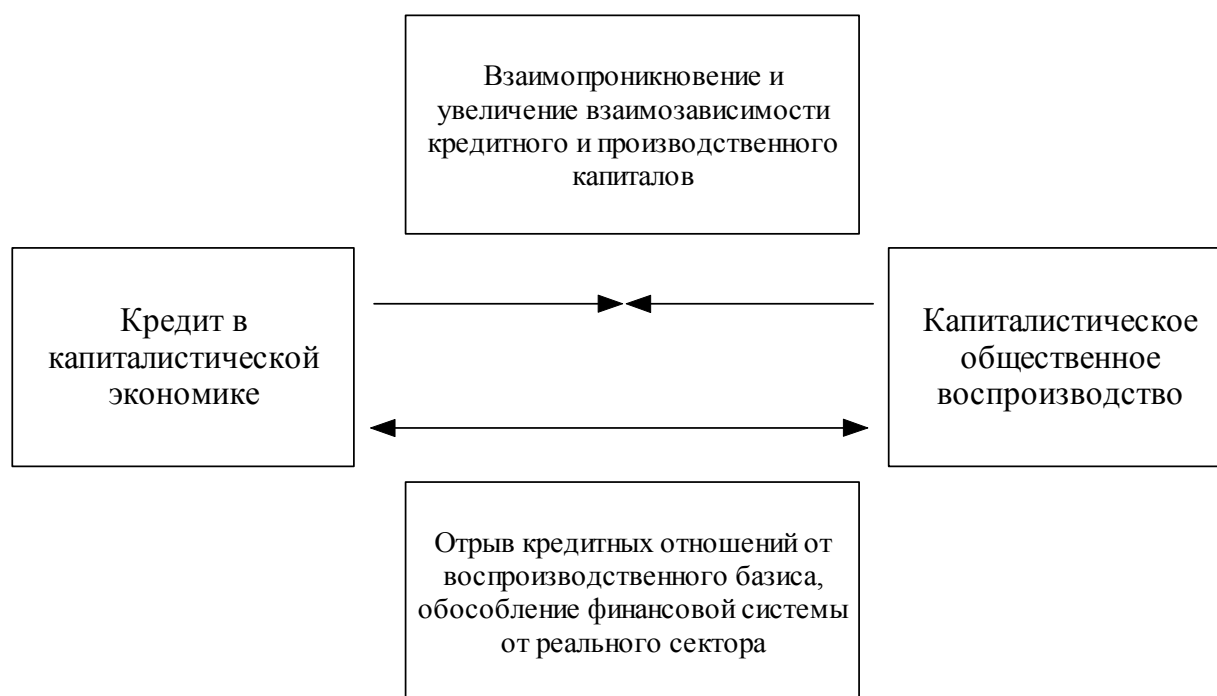 Взаимопроникновение и
увеличение взаимозависимости
кредитного и производственного
капиталов
Кредит в
капиталистической
экономике
Капиталистическое
общественное
воспроизводство
Отрыв кредитных отношений от
воспроизводственного базиса,
обособление финансовой системы
от реального сектора